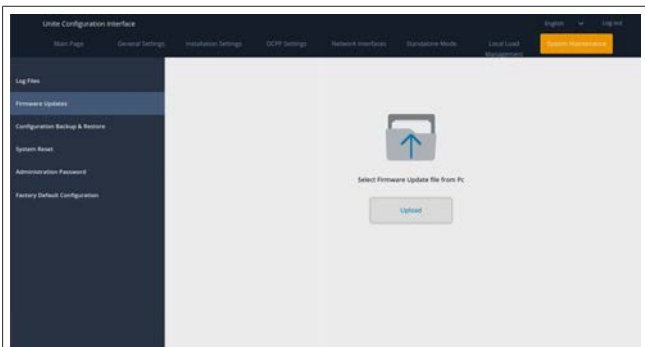 Unite Configuration Interface
English
Log out
Main Page
General Settings
Installation Settings
OCPP Settings
Network Interfaces
Standalone Mode
Local Load
Management
System Maintenance
Log Files
Firmware Updates
Configuration Backup & Restore
System Reset
Administration Password
Factory Default Configuration
Select Firmware Update file from Pc
Upload